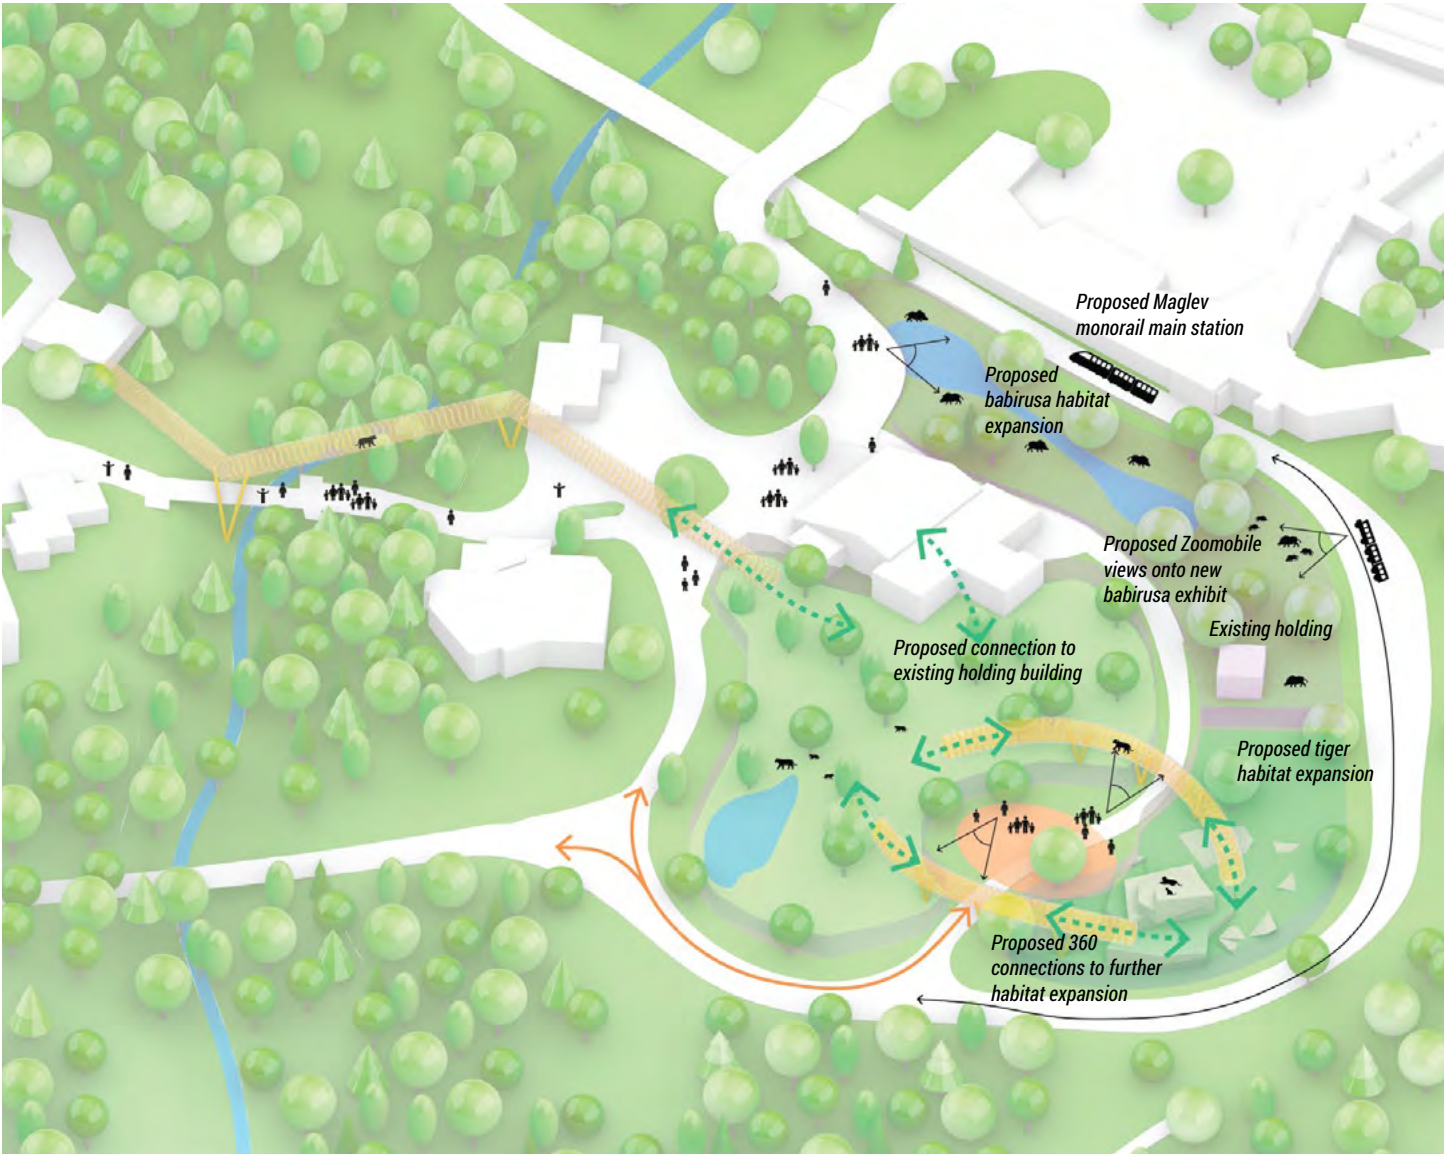 Proposed Maglev
monorail main station
Proposed
babirusa habitat
expansion
Proposed Zoomobile
views onto new
babirusa exhibit
Existing holding
Proposed connection to
existing holding building
Proposed tiger
habitat expansion
Proposed 360
connections to further
habitat expansion